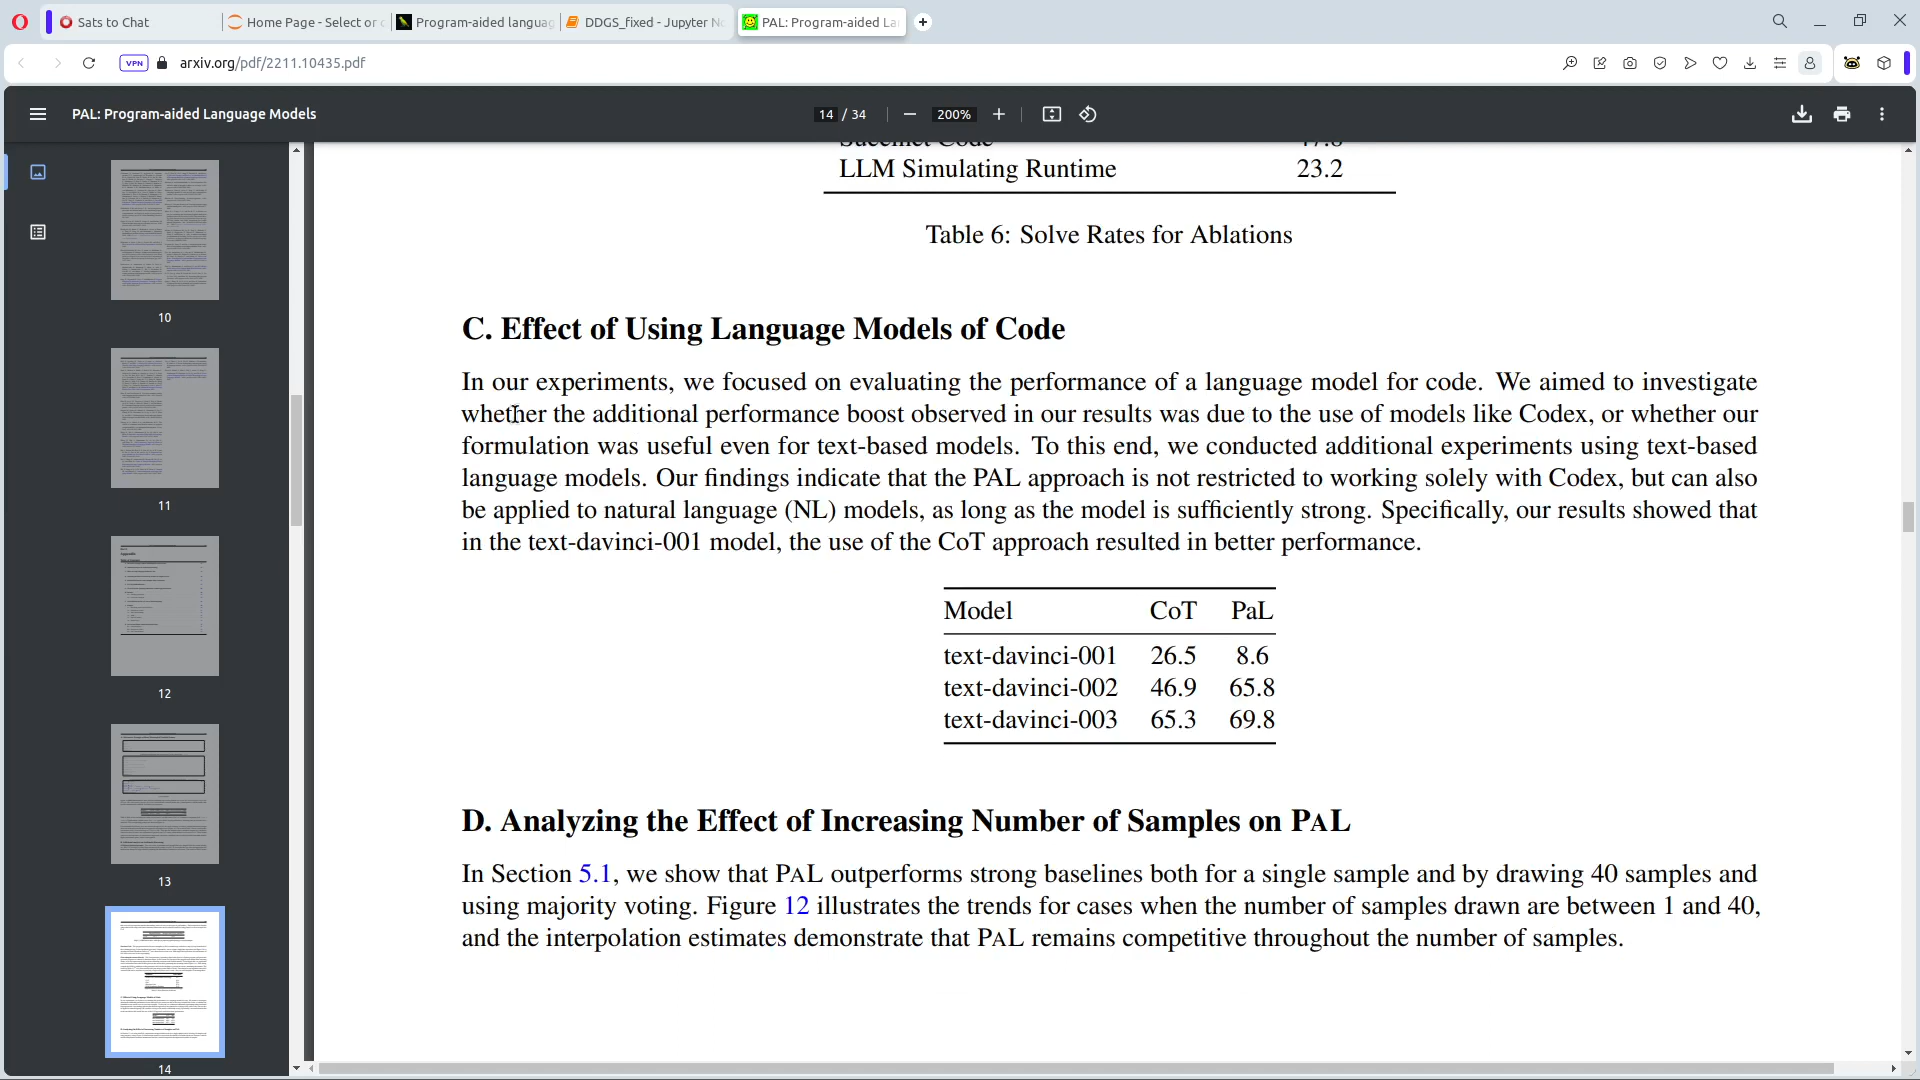 Sats to Chat
Home Page - Select or c
Program-aided languag
DDGS_fixed - Jupyter No
PAL: Program-aided La
VPN
arxiv.org/pdf/2211.10435.pdf
PAL: Program-aided Language Models
14 / 34
200%
10
11
12
13
14
Succinct Code 47.8
LLM Simulating Runtime 23.2
Table 6: Solve Rates for Ablations
C. Effect of Using Language Models of Code
In our experiments, we focused on evaluating the performance of a language model for code. We aimed to investigate
whether the additional performance boost observed in our results was due to the use of models like Codex, or whether our
formulation was useful even for text-based models. To this end, we conducted additional experiments using text-based
language models. Our findings indicate that the PAL approach is not restricted to working solely with Codex, but can also
be applied to natural language (NL) models, as long as the model is sufficiently strong. Specifically, our results showed that
in the text-davinci-001 model, the use of the CoT approach resulted in better performance.
Model CoT PaL
text-davinci-001 26.5 8.6
text-davinci-002 46.9 65.8
text-davinci-003 65.3 69.8
D. Analyzing the Effect of Increasing Number of Samples on PAL
In Section 5.1, we show that PAL outperforms strong baselines both for a single sample and by drawing 40 samples and
using majority voting. Figure 12 illustrates the trends for cases when the number of samples drawn are between 1 and 40,
and the interpolation estimates demonstrate that PAL remains competitive throughout the number of samples.